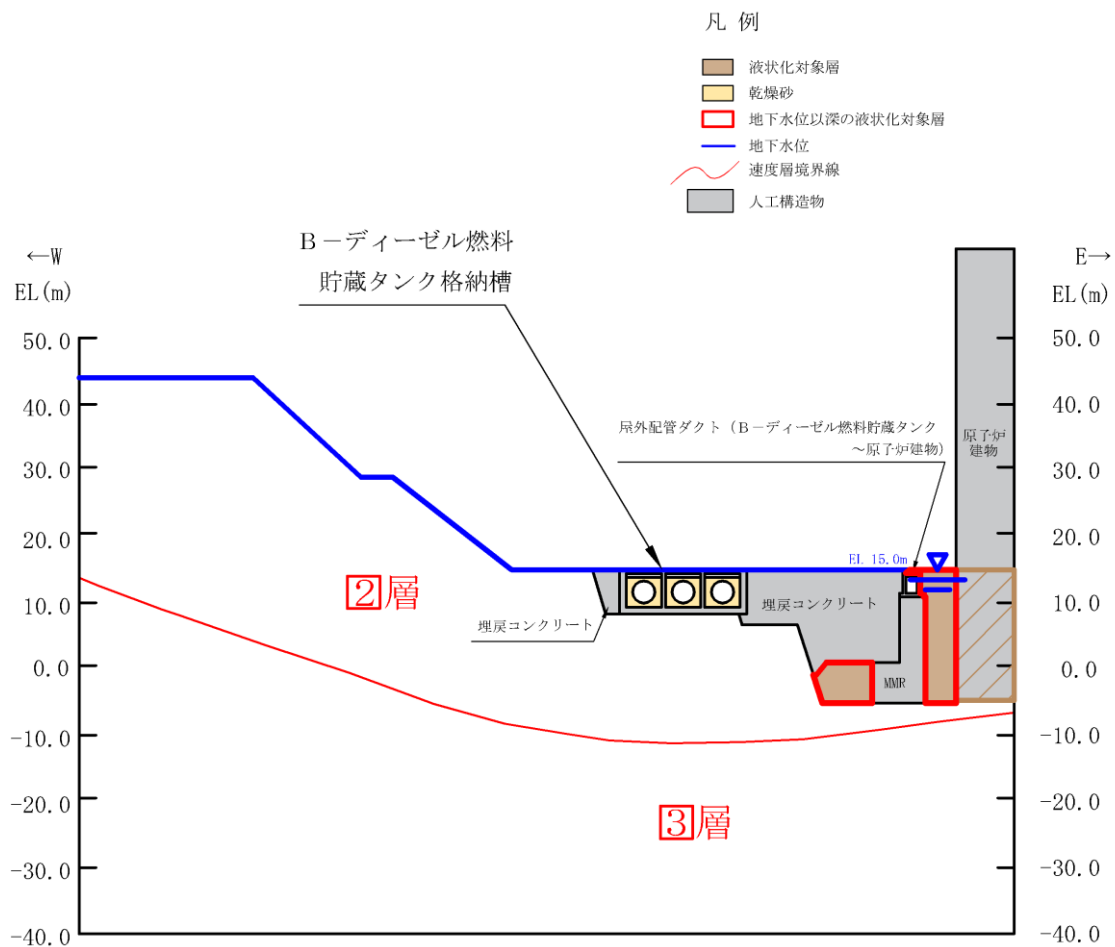 凡 例
液状化対象層
乾燥砂
地下水位以深の液状化対象層
地下水位
速度層境界線
人工構造物
B－ディーゼル燃料
貯蔵タンク格納槽
←W
EL(m)
E→
EL(m)
50.0
40.0
30.0
20.0
10.0
0.0
-10.0
-20.0
-30.0
-40.0
50.0
40.0
30.0
20.0
10.0
0.0
-10.0
-20.0
-30.0
-40.0
屋外配管ダクト（B－ディーゼル燃料貯蔵タンク
～原子炉建物）
原子炉
建物
EL 15.0m
2層
埋戻コンクリート
埋戻コンクリート
MMR
3層